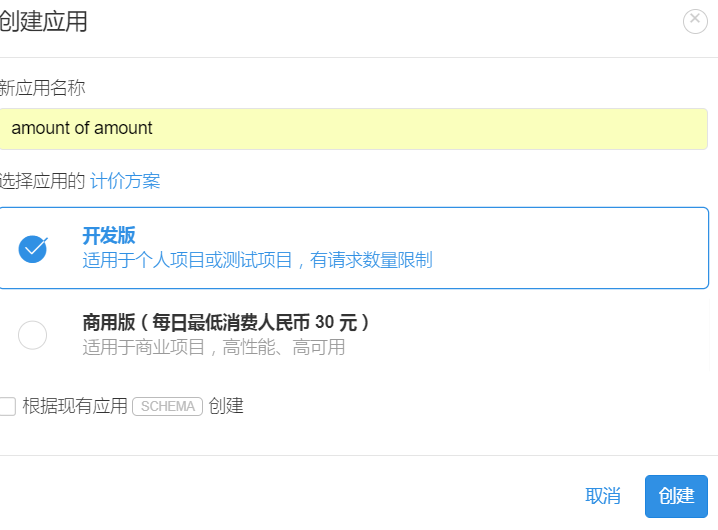 创建应用
新应用名称
amount of amount
选择应用的 计价方案
开发版
适用于个人项目或测试项目，有请求数量限制
商用版（每日最低消费人民币 30 元）
适用于商业项目，高性能、高可用
根据现有应用 SCHEMA 创建
取消 创建